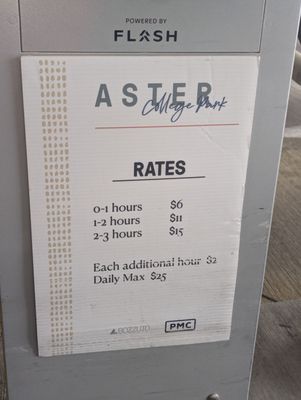 POWERED BY
FLASH
ASTER
College Park
RATES
0-1 hours $6
1-2 hours $11
2-3 hours $15
Each additional hour $2
Daily Max $25
BOZZUTO PMC